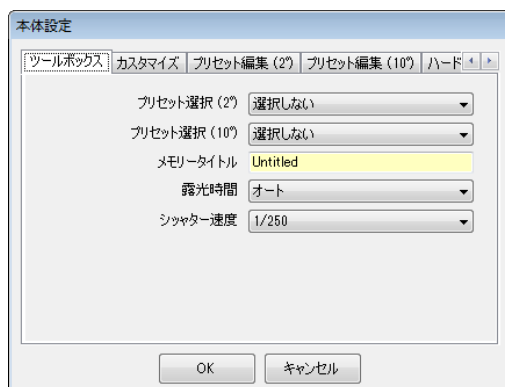 本体設定
ツールボックス カスタマイズ プリセット編集 (2°) プリセット編集 (10°) ハード
プリセット選択 (2°) 選択しない
プリセット選択 (10°) 選択しない
メモリータイトル Untitled
露光時間 オート
シャッター速度 1/250
OK キャンセル